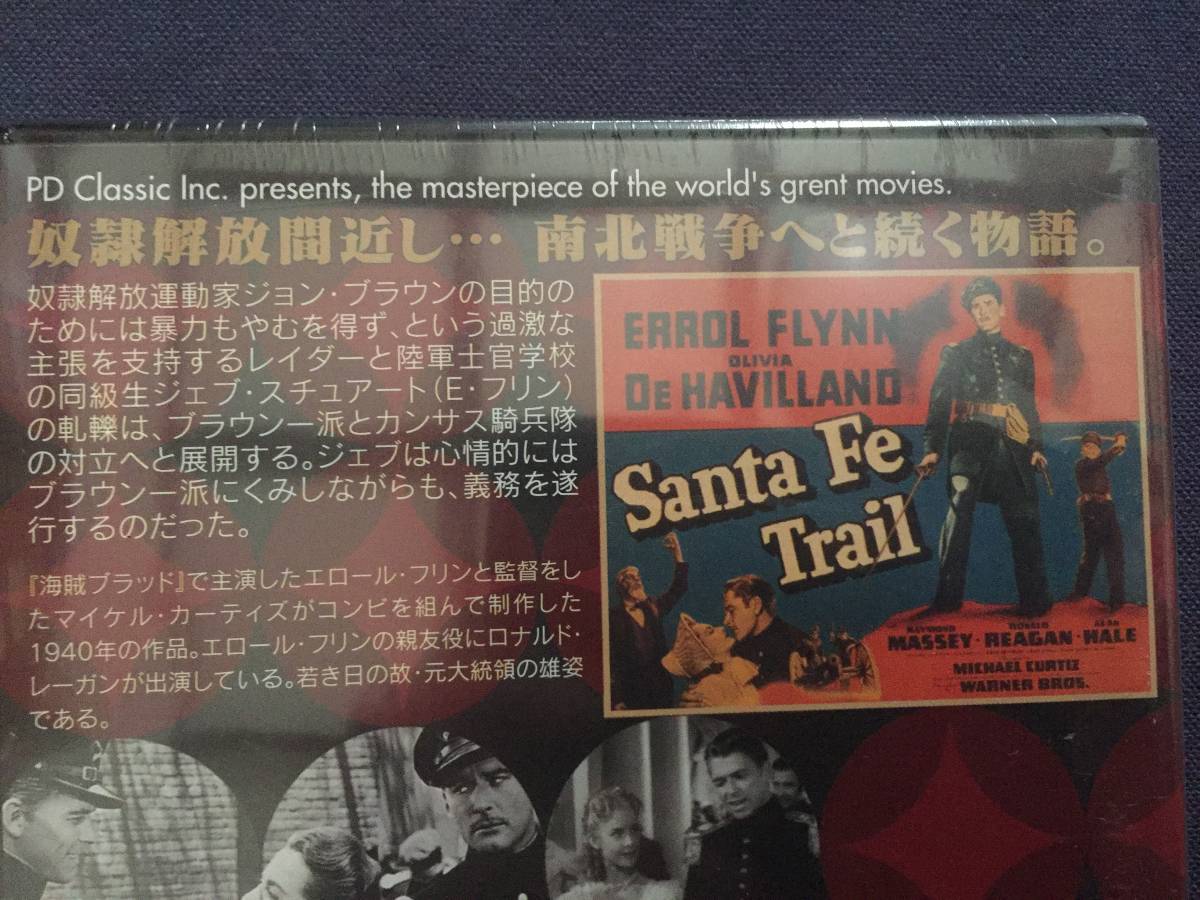 PD Classic Inc. presents, the masterpiece of the world's grent movies.
奴隷解放間近し… 南北戦争へと続く物語。
奴隷解放運動家ジョン・ブラウンの目的の
ためには暴力もやむを得ず、という過激な
主張を支持するレイダーと陸軍士官学校
の同級生ジェブ・スチュアート（E・フリン）
の軋轢は、ブラウン一派とカンサス騎兵隊
の対立へと展開する。ジェブは心情的には
ブラウン一派にくみしながらも、義務を遂
行するのだった。
『海賊ブラッド』で主演したエロール・フリンと監督をし
たマイケル・カーティズがコンビを組んで制作した
1940年の作品。エロール・フリンの親友役にロナルド・
レーガンが出演している。若き日の故・元大統領の雄姿
である。
ERROL FLYNN
OLIVIA
DE HAVILLAND
Santa Fe
Trail
RAYMOND RONALD ALAN
MASSEY·REAGAN·HALE
MICHAEL CURTIZ
WARNER BROS.